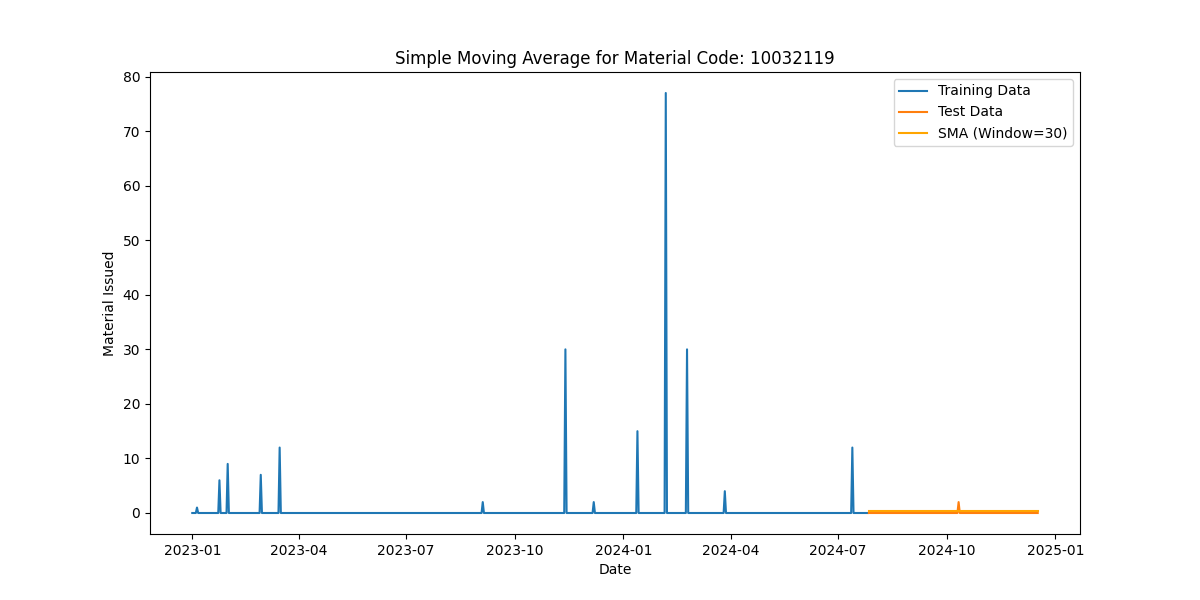 Simple Moving Average for Material Code: 10032119
80
70
60
50
40
30
20
10
0
Material Issued
Training Data
Test Data
SMA (Window=30)
2023-01 2023-04 2023-07 2023-10 2024-01 2024-04 2024-07 2024-10 2025-01
Date